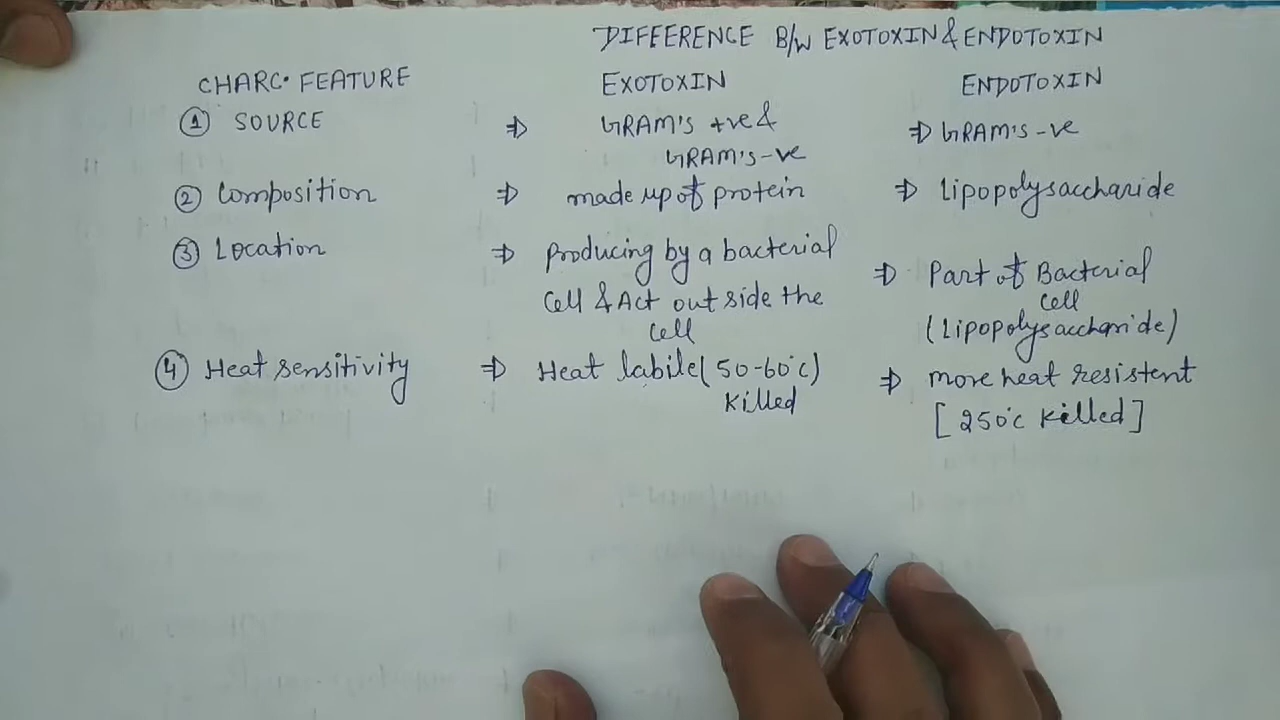 DIFFERENCE B/W EXOTOXIN & ENDOTOXIN
CHARC. FEATURE EXOTOXIN ENDOTOXIN
① SOURCE ⇒ GRAM'S +ve & ⇒ GRAM'S -ve
GRAM'S -ve
② Composition ⇒ made up of protein ⇒ Lipopolysaccharide
③ Location ⇒ Producing by a bacterial ⇒ Part of Bacterial
Cell & Act out side the Cell
Cell (Lipopolysaccharide)
④ Heat sensitivity ⇒ Heat labile (50-60°C) ⇒ more heat resistent
Killed [250°C Killed]